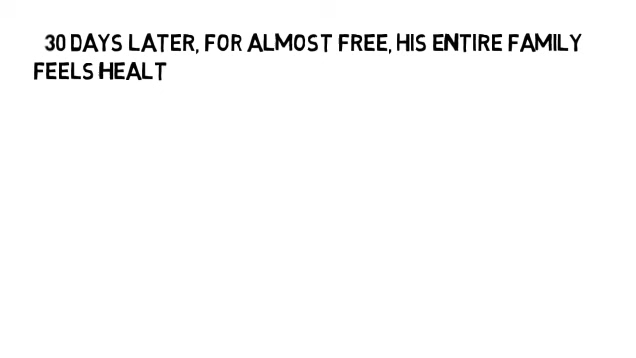 30 DAYS LATER, FOR ALMOST FREE, HIS ENTIRE FAMILY
FEELS HEALT